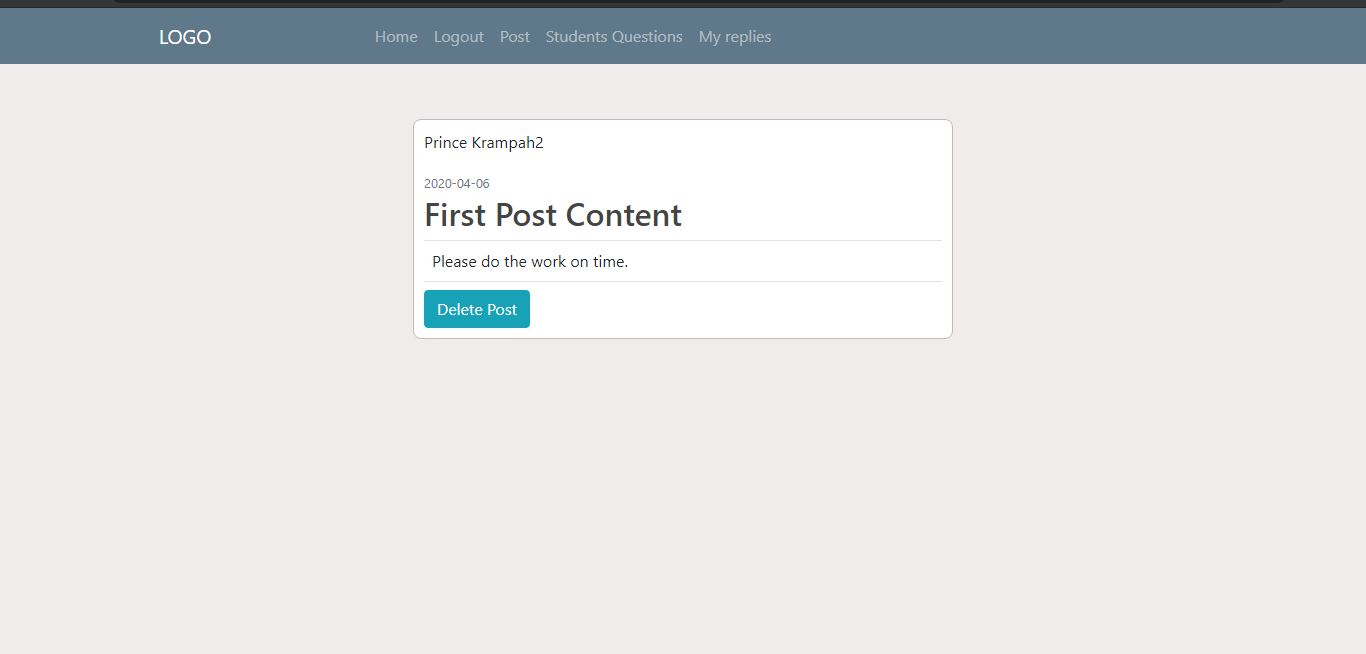 LOGO Home Logout Post Students Questions My replies
Prince Krampah2
2020-04-06
First Post Content
Please do the work on time.
Delete Post